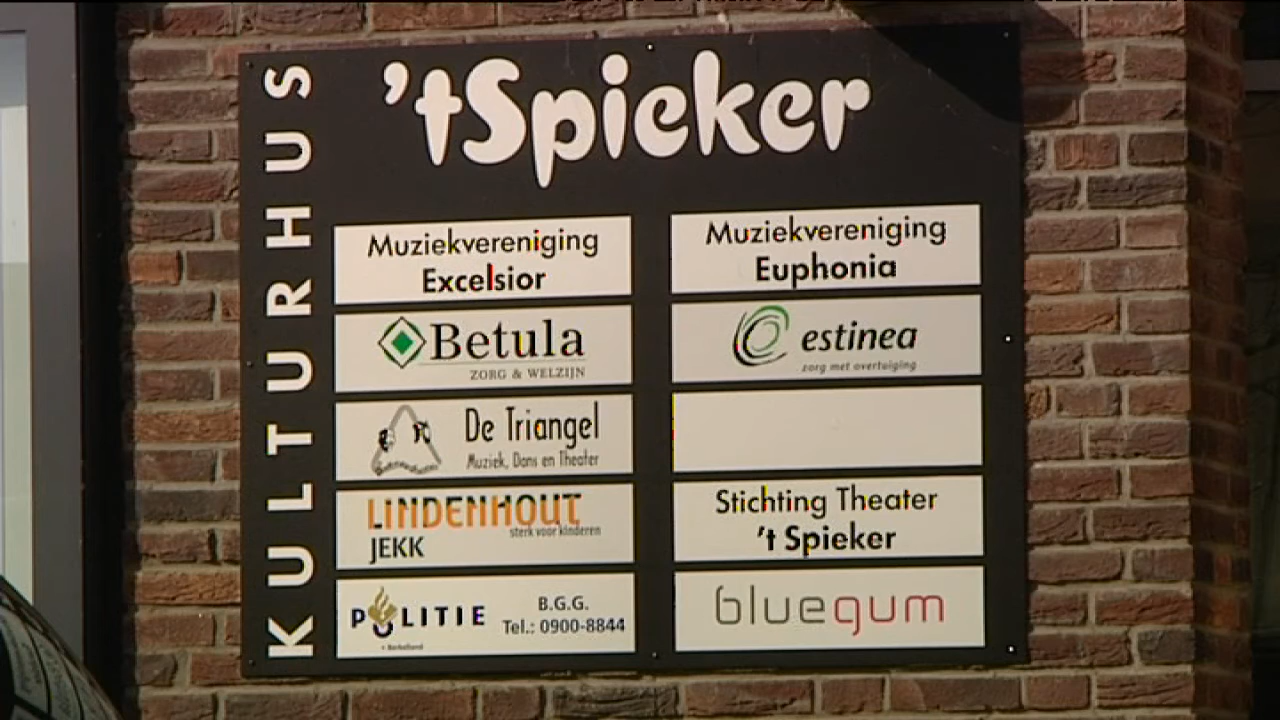 KULTURHUS
'tSpieker
Muziekvereniging
Excelsior
Betula
ZORG & WELZIJN
De Triangel
Muziek, Dans en Theater
LINDENHOUT
sterk voor kinderen
JEKK
POLITIE
B.G.G.
Tel.: 0900-8844
Muziekvereniging
Euphonia
estinea
zorg met overtuiging
Stichting Theater
't Spieker
bluegum